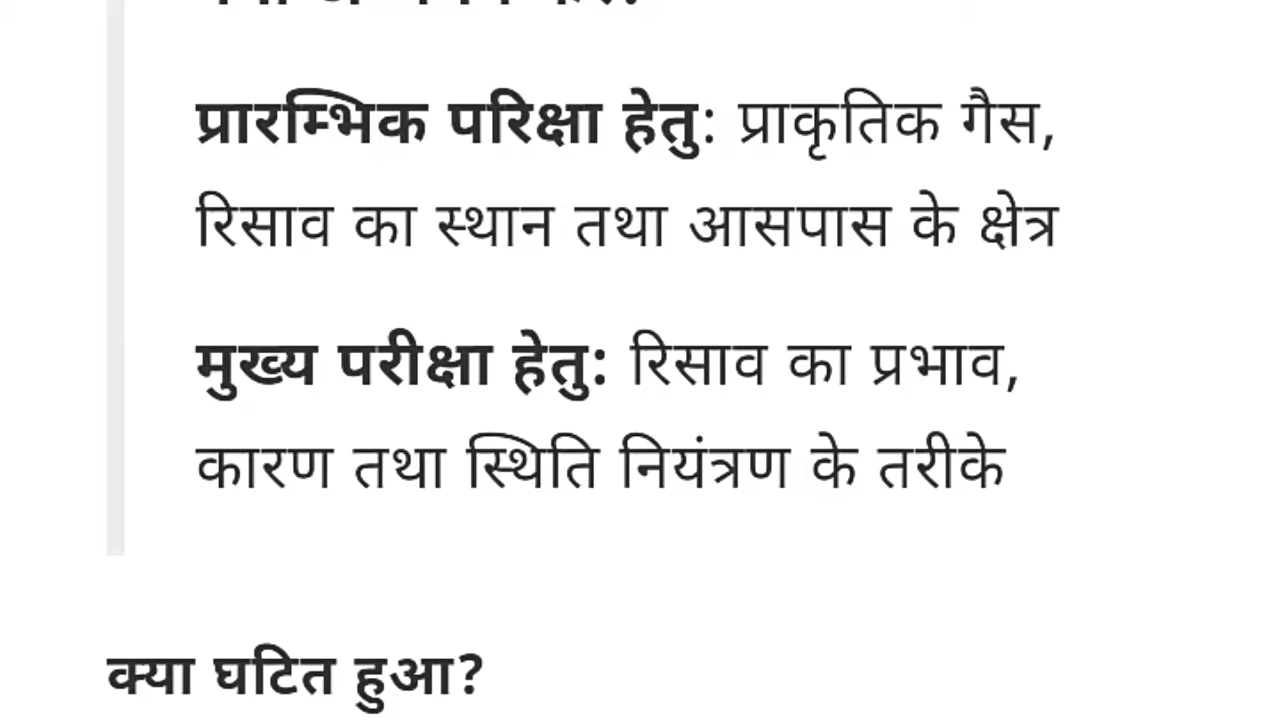 प्रारम्भिक परिक्षा हेतु: प्राकृतिक गैस,
रिसाव का स्थान तथा आसपास के क्षेत्र
मुख्य परीक्षा हेतु: रिसाव का प्रभाव,
कारण तथा स्थिति नियंत्रण के तरीके
क्या घटित हुआ?